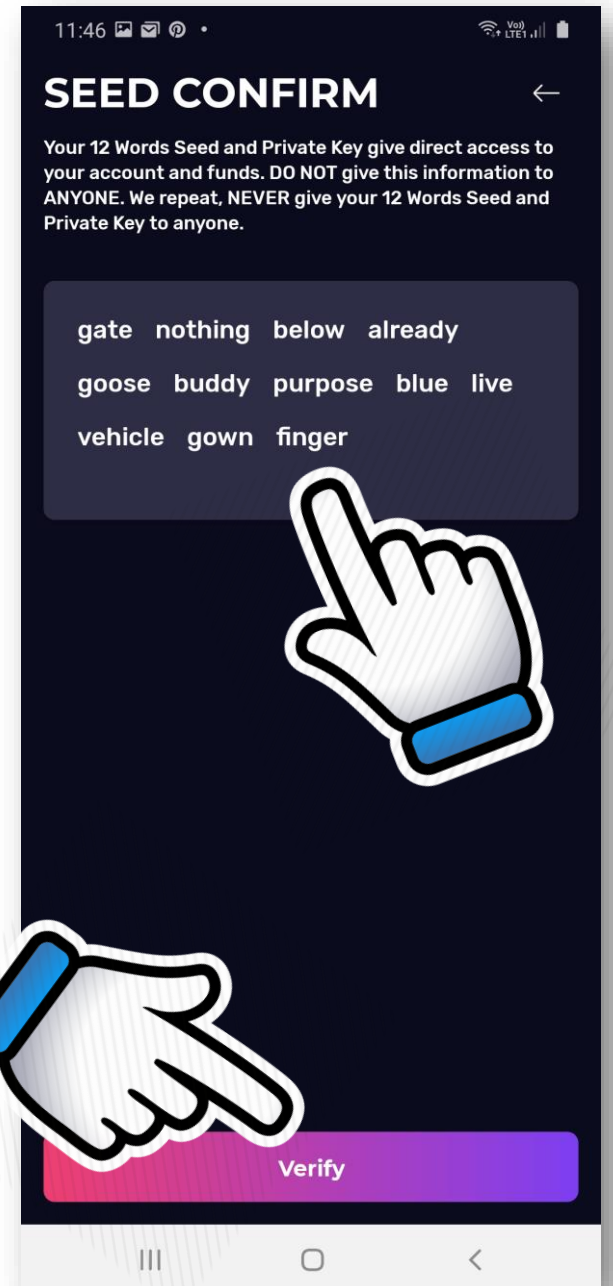 11:46
Vo)) LTE1
SEED CONFIRM
Your 12 Words Seed and Private Key give direct access to
your account and funds. DO NOT give this information to
ANYONE. We repeat, NEVER give your 12 Words Seed and
Private Key to anyone.
gate nothing below already
goose buddy purpose blue live
vehicle gown finger
Verify